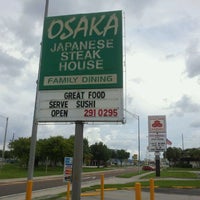 OSAKA
JAPANESE
STEAK
HOUSE
FAMILY DINING
GREAT FOOD
SERVE SUSHI
OPEN 291 0295